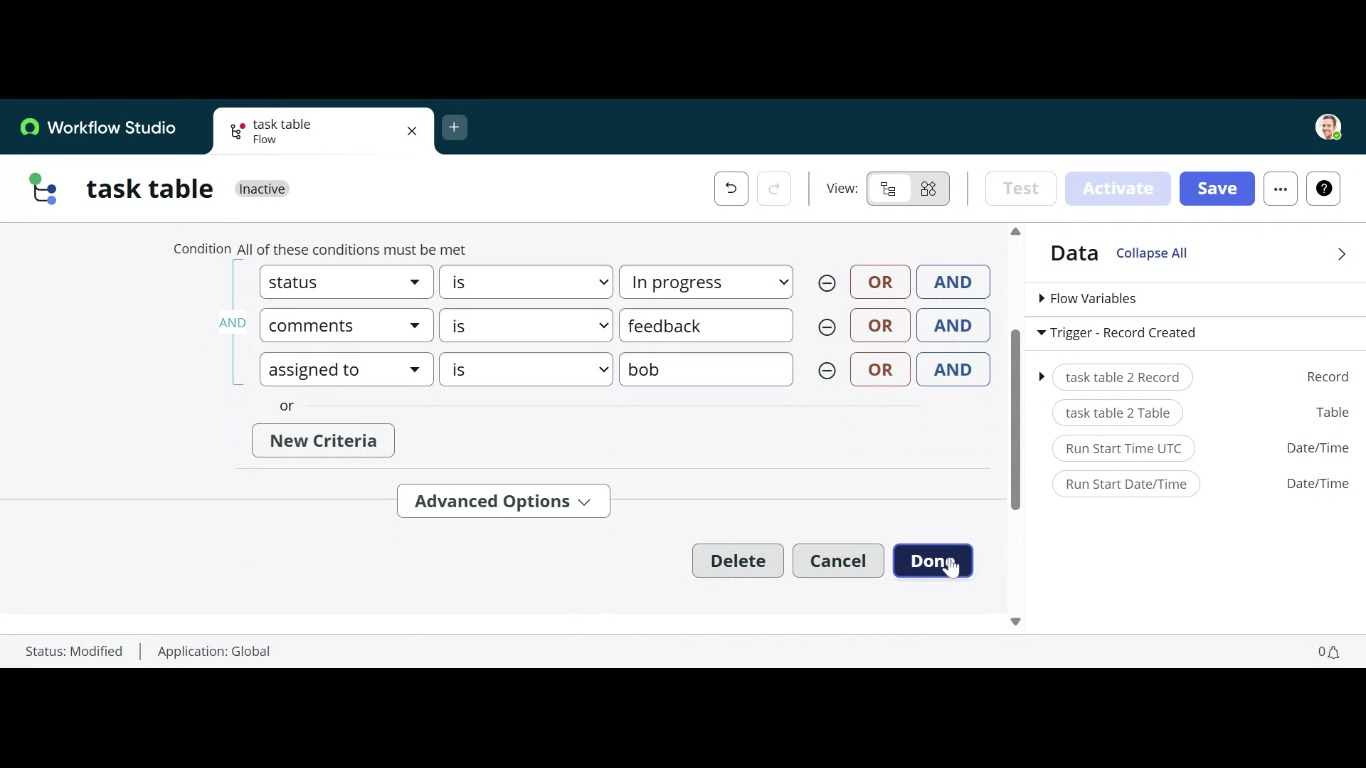 Workflow Studio
task table
Flow
task table Inactive View: Test Activate Save
Condition All of these conditions must be met
status is In progress OR AND
AND
comments is feedback OR AND
assigned to is bob OR AND
or
New Criteria
Advanced Options
Delete Cancel Done
Data Collapse All
Flow Variables
Trigger - Record Created
task table 2 Record Record
task table 2 Table Table
Run Start Time UTC Date/Time
Run Start Date/Time Date/Time
Status: Modified Application: Global 0